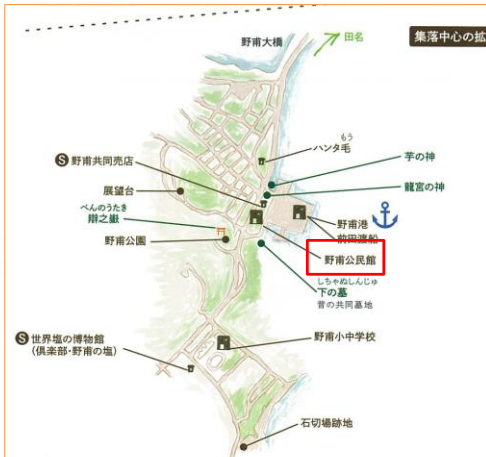 集落中心の拡
野甫大橋
田名
もう
ハンタ毛
S 野甫共同売店
芋の神
展望台
龍宮の神
べんのうたき
辯之嶽
野甫港
前田渡船
野甫公園
野甫公民館
しちゃぬしんじゅ
下の墓
昔の共同墓地
S 世界塩の博物館
(倶楽部・野甫の塩)
野甫小中学校
石切場跡地